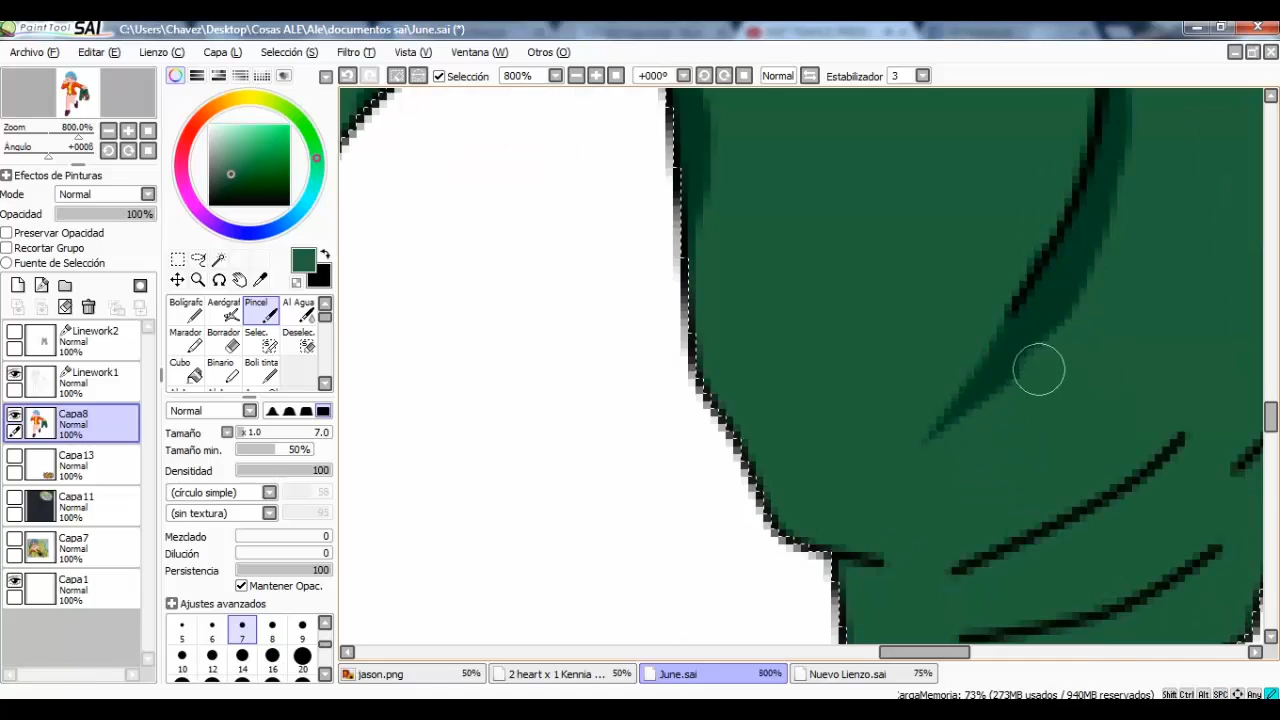 PaintTool SAI C:\Users\Chavez\Desktop\Cosas ALE\Ale\documentos sai\June.sai (*)
Archivo (F) Editar (E) Lienzo (C) Capa (L) Selección (S) Filtro (T) Vista (V) Ventana (W) Otros (O)
Selección 800% +000º Normal Estabilizador 3
Zoom 800.0%
Ángulo +000ß
Efectos de Pinturas
Mode Normal
Opacidad 100%
Preservar Opacidad
Recortar Grupo
Fuente de Selección
Linework2
Normal
100%
Linework1
Normal
100%
Capa8
Normal
100%
Capa13
Normal
100%
Capa11
Normal
100%
Capa7
Normal
100%
Capa1
Normal
100%
Bolígrafc Aerógraf Pincel Al Agua
Marador Borrador Selec. Deselec.
Cubo Binario Boli tinta
Normal
Tamaño x 1.0 7.0
Tamaño min. 50%
Densitidad 100
(círculo simple) 58
(sin textura) 95
Mezclado 0
Dilución 0
Persistencia 100
Mantener Opac.
Ajustes avanzados
5 6 7 8 9
10 12 14 16 20
jason.png 50% 2 heart x 1 Kennia ... 50% June.sai 800% Nuevo Lienzo.sai 75%
argaMemoria: 73% (273MB usados / 940MB reservados) Shift Ctrl Alt SPC Any